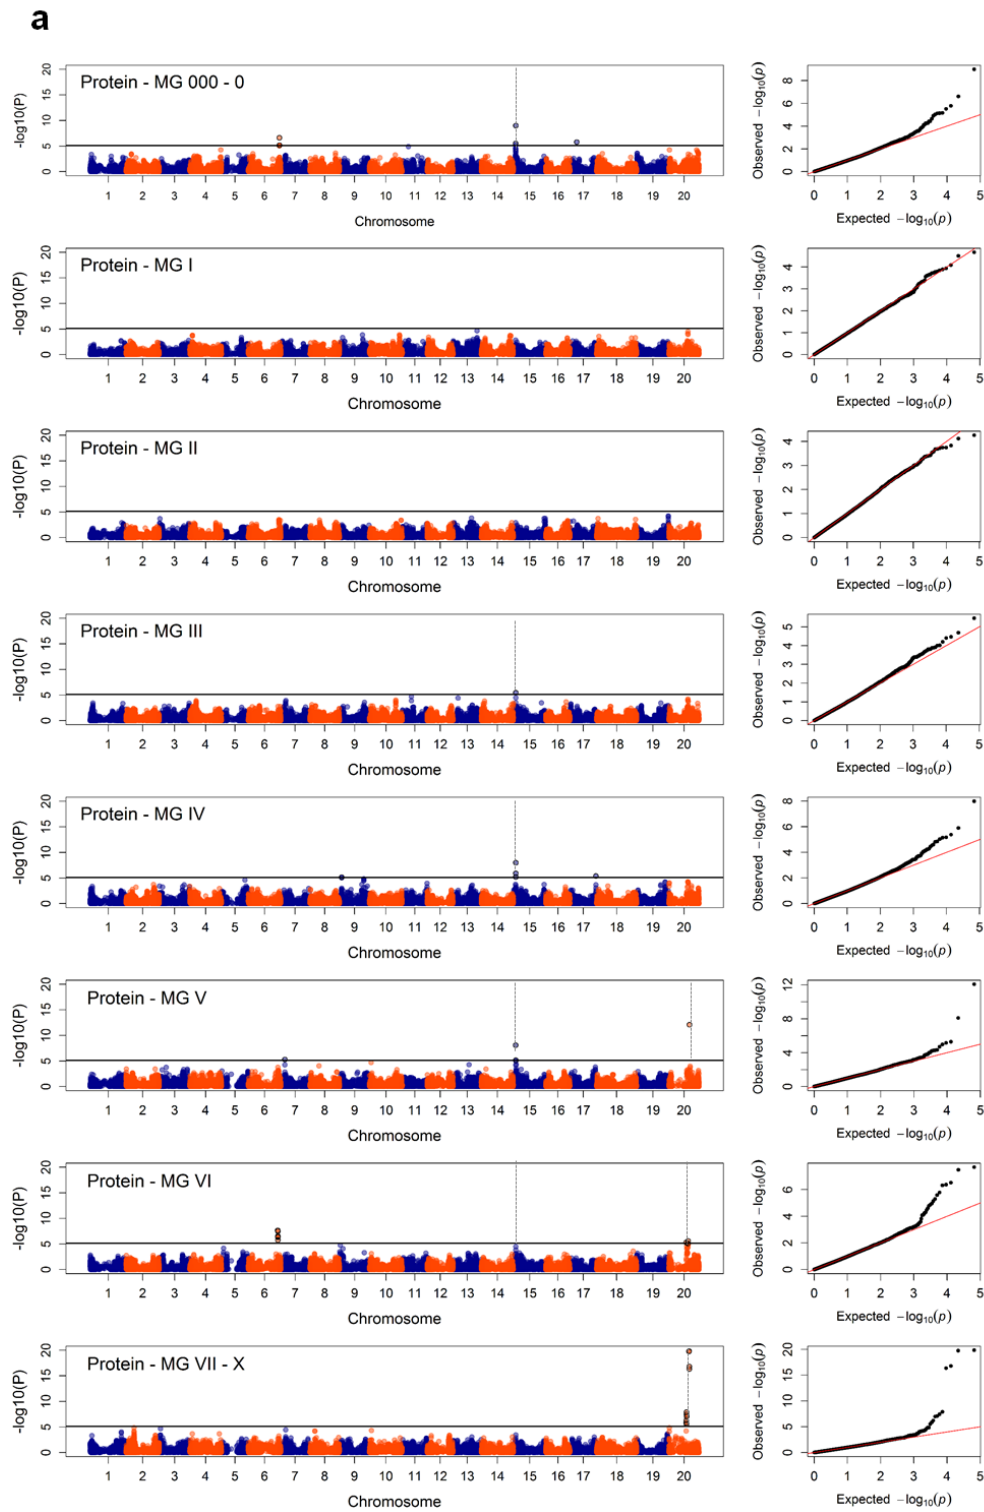 a
Protein - MG 000 - 0
-log10(P)
0 5 10 15 20
1 2 3 4 5 6 7 8 9 10 11 12 13 14 15 16 17 18 19 20
Chromosome
Observed −log10(p)
0 2 4 6 8
0 1 2 3 4 5
Expected −log10(p)
Protein - MG I
-log10(P)
0 5 10 15 20
1 2 3 4 5 6 7 8 9 10 11 12 13 14 15 16 17 18 19 20
Chromosome
Observed −log10(p)
0 1 2 3 4
0 1 2 3 4 5
Expected −log10(p)
Protein - MG II
-log10(P)
0 5 10 15 20
1 2 3 4 5 6 7 8 9 10 11 12 13 14 15 16 17 18 19 20
Chromosome
Observed −log10(p)
0 1 2 3 4
0 1 2 3 4 5
Expected −log10(p)
Protein - MG III
-log10(P)
0 5 10 15 20
1 2 3 4 5 6 7 8 9 10 11 12 13 14 15 16 17 18 19 20
Chromosome
Observed −log10(p)
0 1 2 3 4 5
0 1 2 3 4 5
Expected −log10(p)
Protein - MG IV
-log10(P)
0 5 10 15 20
1 2 3 4 5 6 7 8 9 10 11 12 13 14 15 16 17 18 19 20
Chromosome
Observed −log10(p)
0 2 4 6 8
0 1 2 3 4 5
Expected −log10(p)
Protein - MG V
-log10(P)
0 5 10 15 20
1 2 3 4 5 6 7 8 9 10 11 12 13 14 15 16 17 18 19 20
Chromosome
Observed −log10(p)
0 4 8 12
0 1 2 3 4 5
Expected −log10(p)
Protein - MG VI
-log10(P)
0 5 10 15 20
1 2 3 4 5 6 7 8 9 10 11 12 13 14 15 16 17 18 19 20
Chromosome
Observed −log10(p)
0 2 4 6
0 1 2 3 4 5
Expected −log10(p)
Protein - MG VII - X
-log10(P)
0 5 10 15 20
1 2 3 4 5 6 7 8 9 10 11 12 13 14 15 16 17 18 19 20
Chromosome
Observed −log10(p)
0 5 10 15 20
0 1 2 3 4 5
Expected −log10(p)